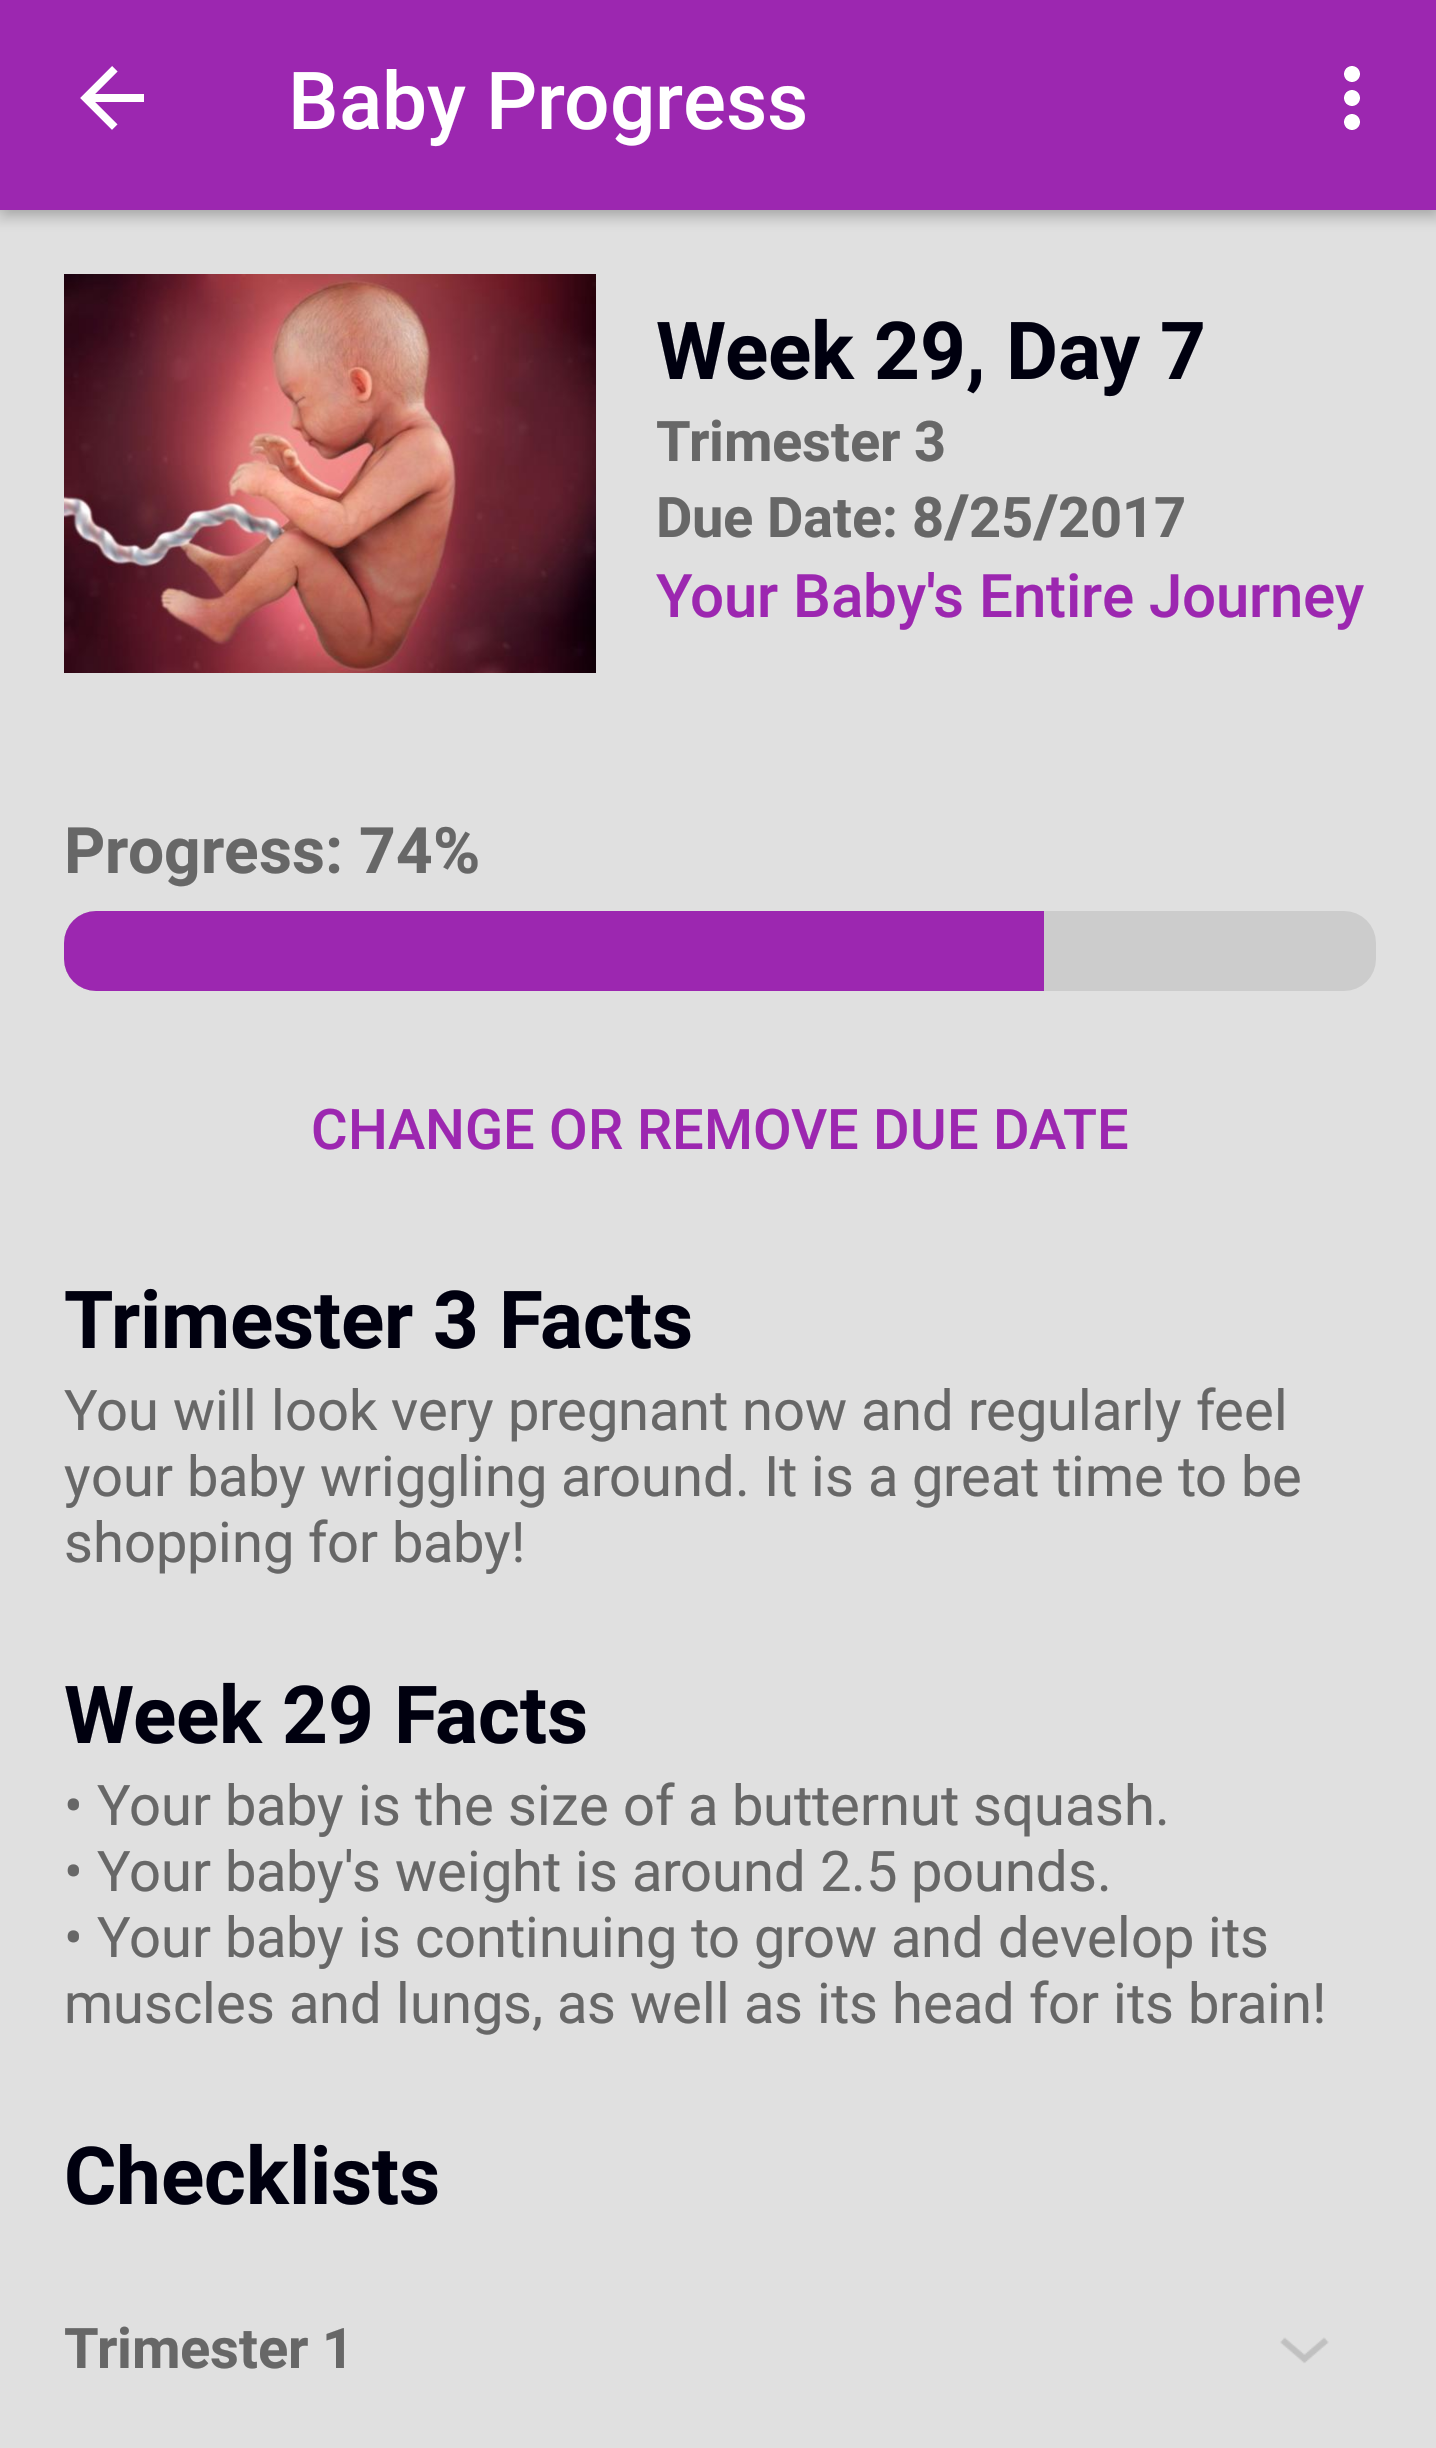 Baby Progress
Week 29, Day 7
Trimester 3
Due Date: 8/25/2017
Your Baby's Entire Journey
Progress: 74%
CHANGE OR REMOVE DUE DATE
Trimester 3 Facts
You will look very pregnant now and regularly feel
your baby wriggling around. It is a great time to be
shopping for baby!
Week 29 Facts
• Your baby is the size of a butternut squash.
• Your baby's weight is around 2.5 pounds.
• Your baby is continuing to grow and develop its
muscles and lungs, as well as its head for its brain!
Checklists
Trimester 1